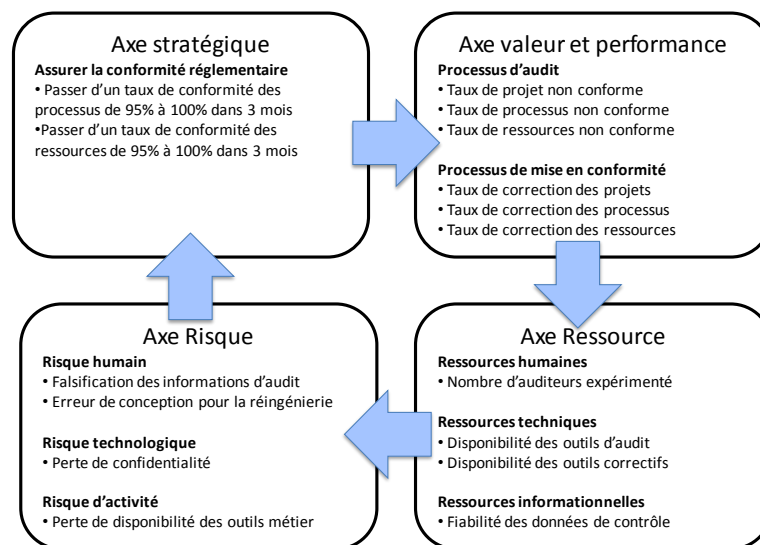 Axe stratégique
Assurer la conformité réglementaire
• Passer d'un taux de conformité des
processus de 95% à 100% dans 3 mois
•Passer d'un taux de conformité des
ressources de 95% à 100% dans 3 mois
Axe valeur et performance
Processus d'audit
• Taux de projet non conforme
• Taux de processus non conforme
• Taux de ressources non conforme
Processus de mise en conformité
• Taux de correction des projets
• Taux de correction des processus
• Taux de correction des ressources
Axe Risque
Risque humain
• Falsification des informations d'audit
• Erreur de conception pour la réingénierie
Risque technologique
• Perte de confidentialité
Risque d'activité
• Perte de disponibilité des outils métier
Axe Ressource
Ressources humaines
• Nombre d'auditeurs expérimenté
Ressources techniques
• Disponibilité des outils d'audit
• Disponibilité des outils correctifs
Ressources informationnelles
• Fiabilité des données de contrôle